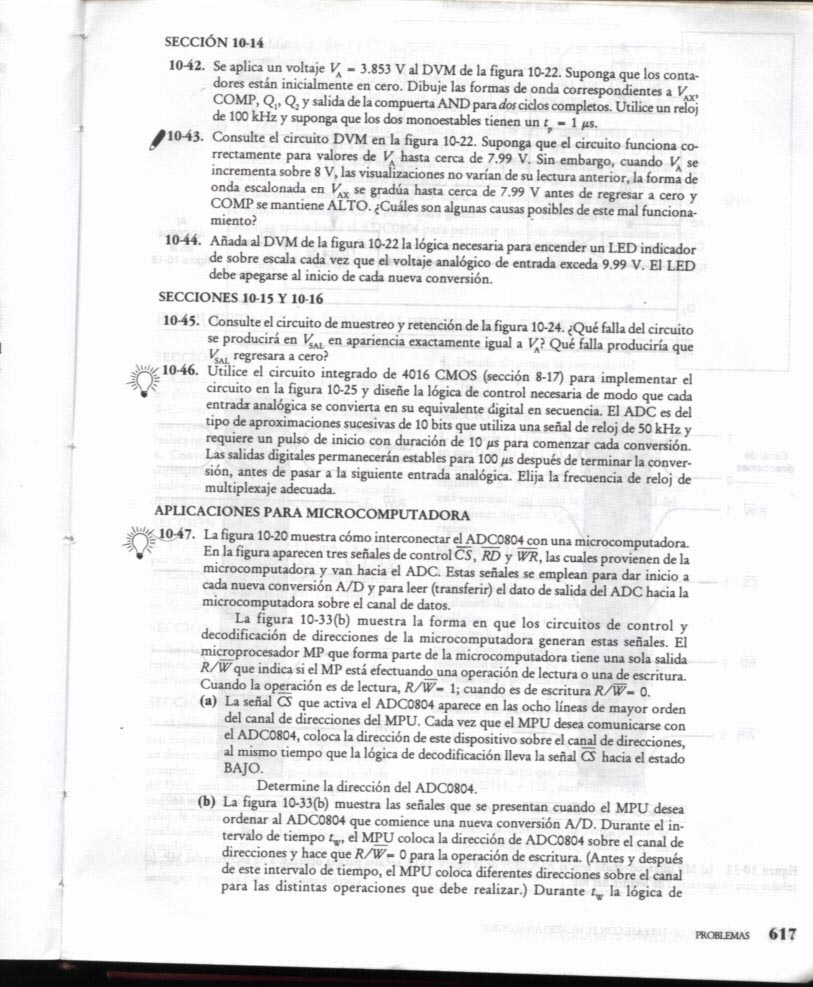 SECCIÓN 10-14
10-42. Se aplica un voltaje V_A = 3.853 V al DVM de la figura 10-22. Suponga que los conta-
dores están inicialmente en cero. Dibuje las formas de onda correspondientes a V_AX,
COMP, Q₁, Q₂ y salida de la compuerta AND para dos ciclos completos. Utilice un reloj
de 100 kHz y suponga que los dos monoestables tienen un t_p = 1 μs.
10-43. Consulte el circuito DVM en la figura 10-22. Suponga que el circuito funciona co-
rrectamente para valores de V_A hasta cerca de 7.99 V. Sin embargo, cuando V_A se
incrementa sobre 8 V, las visualizaciones no varían de su lectura anterior, la forma de
onda escalonada en V_AX se gradúa hasta cerca de 7.99 V antes de regresar a cero y
COMP se mantiene ALTO. ¿Cuáles son algunas causas posibles de este mal funciona-
miento?
10-44. Añada al DVM de la figura 10-22 la lógica necesaria para encender un LED indicador
de sobre escala cada vez que el voltaje analógico de entrada exceda 9.99 V. El LED
debe apegarse al inicio de cada nueva conversión.
SECCIONES 10-15 Y 10-16
10-45. Consulte el circuito de muestreo y retención de la figura 10-24. ¿Qué falla del circuito
se producirá en V_SAL en apariencia exactamente igual a V_A? Qué falla produciría que
V_SAL regresara a cero?
10-46. Utilice el circuito integrado de 4016 CMOS (sección 8-17) para implementar el
circuito en la figura 10-25 y diseñe la lógica de control necesaria de modo que cada
entrada analógica se convierta en su equivalente digital en secuencia. El ADC es del
tipo de aproximaciones sucesivas de 10 bits que utiliza una señal de reloj de 50 kHz y
requiere un pulso de inicio con duración de 10 μs para comenzar cada conversión.
Las salidas digitales permanecerán estables para 100 μs después de terminar la conver-
sión, antes de pasar a la siguiente entrada analógica. Elija la frecuencia de reloj de
multiplexaje adecuada.
APLICACIONES PARA MICROCOMPUTADORA
10-47. La figura 10-20 muestra cómo interconectar el ADC0804 con una microcomputadora.
En la figura aparecen tres señales de control C̅S̅, R̅D̅ y W̅R̅, las cuales provienen de la
microcomputadora y van hacia el ADC. Estas señales se emplean para dar inicio a
cada nueva conversión A/D y para leer (transferir) el dato de salida del ADC hacia la
microcomputadora sobre el canal de datos.
La figura 10-33(b) muestra la forma en que los circuitos de control y
decodificación de direcciones de la microcomputadora generan estas señales. El
microprocesador MP que forma parte de la microcomputadora tiene una sola salida
R/W̅ que indica si el MP está efectuando una operación de lectura o una de escritura.
Cuando la operación es de lectura, R/W̅= 1; cuando es de escritura R/W̅= 0.
(a) La señal C̅S̅ que activa el ADC0804 aparece en las ocho líneas de mayor orden
del canal de direcciones del MPU. Cada vez que el MPU desea comunicarse con
el ADC0804, coloca la dirección de este dispositivo sobre el canal de direcciones,
al mismo tiempo que la lógica de decodificación lleva la señal C̅S̅ hacia el estado
BAJO.
Determine la dirección del ADC0804.
(b) La figura 10-33(b) muestra las señales que se presentan cuando el MPU desea
ordenar al ADC0804 que comience una nueva conversión A/D. Durante el in-
tervalo de tiempo t_w, el MPU coloca la dirección de ADC0804 sobre el canal de
direcciones y hace que R/W̅= 0 para la operación de escritura. (Antes y después
de este intervalo de tiempo, el MPU coloca diferentes direcciones sobre el canal
para las distintas operaciones que debe realizar.) Durante t_w la lógica de
PROBLEMAS 617